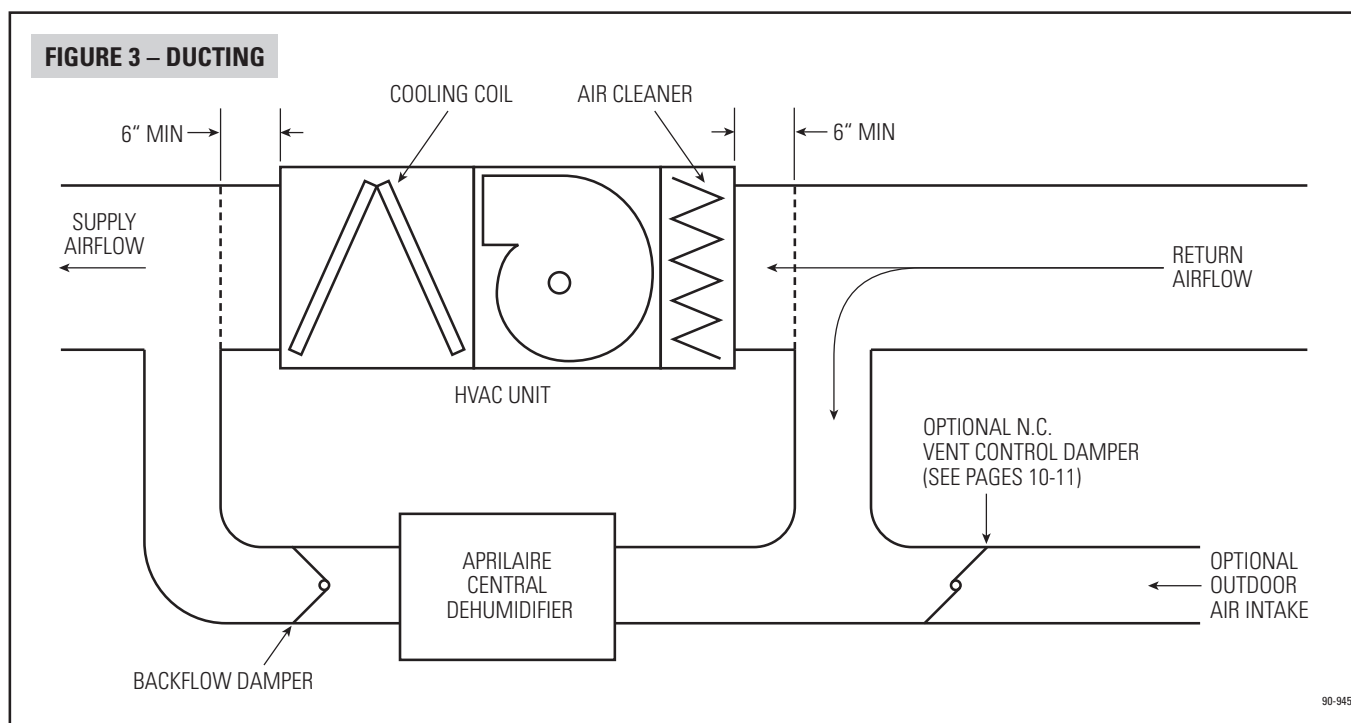 FIGURE 3 – DUCTING
COOLING COIL
AIR CLEANER
6“ MIN
6“ MIN
SUPPLY
AIRFLOW
RETURN
AIRFLOW
HVAC UNIT
OPTIONAL N.C.
VENT CONTROL DAMPER
(SEE PAGES 10-11)
APRILAIRE
CENTRAL
DEHUMIDIFIER
OPTIONAL
OUTDOOR
AIR INTAKE
BACKFLOW DAMPER
90-945